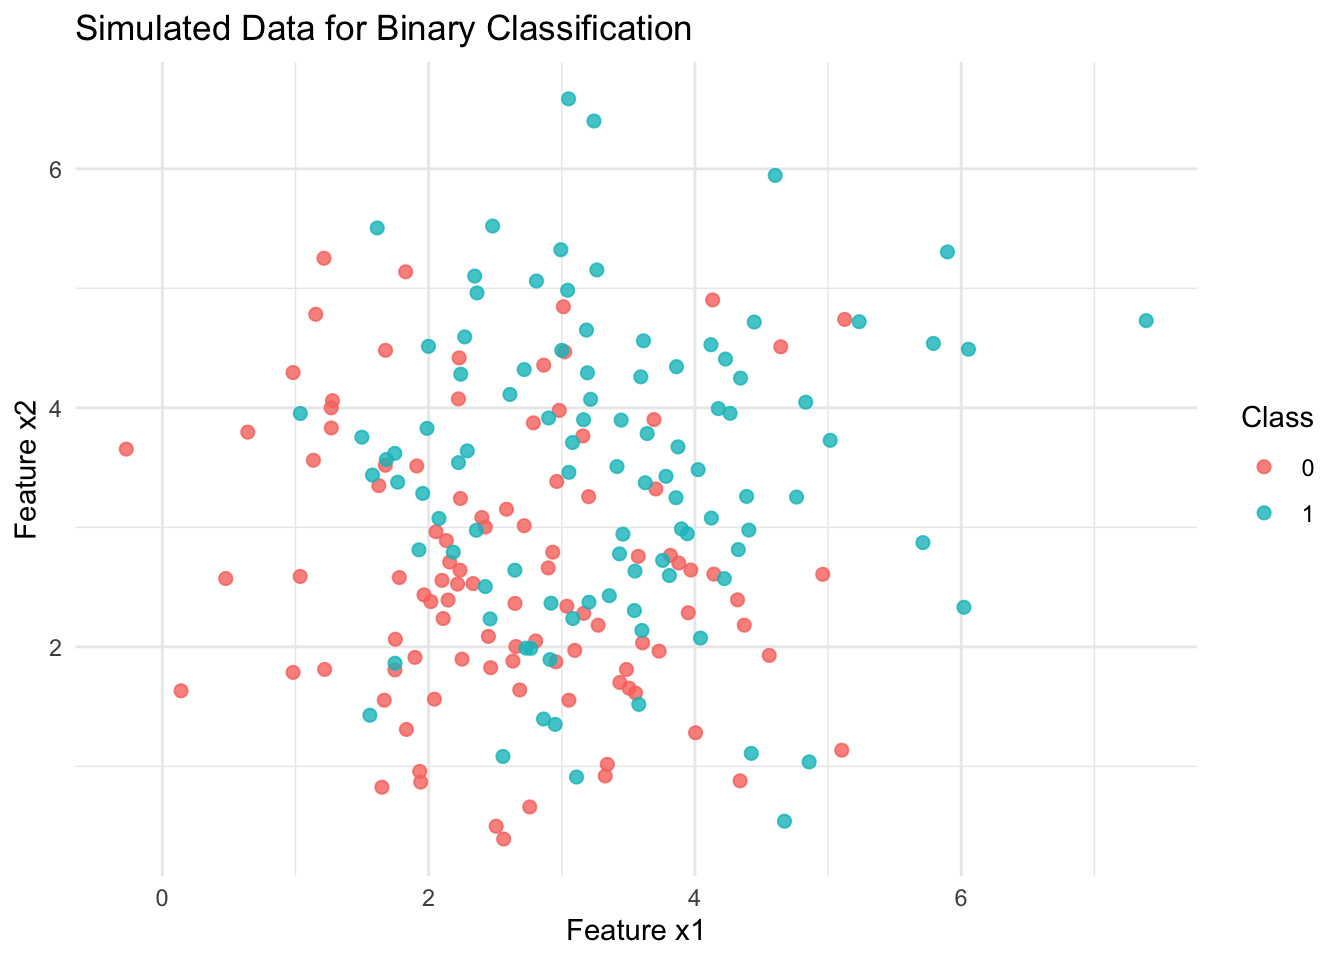 Simulated Data for Binary Classification
6
4
2
Feature x2
0 2 4 6
Feature x1
Class
0
1